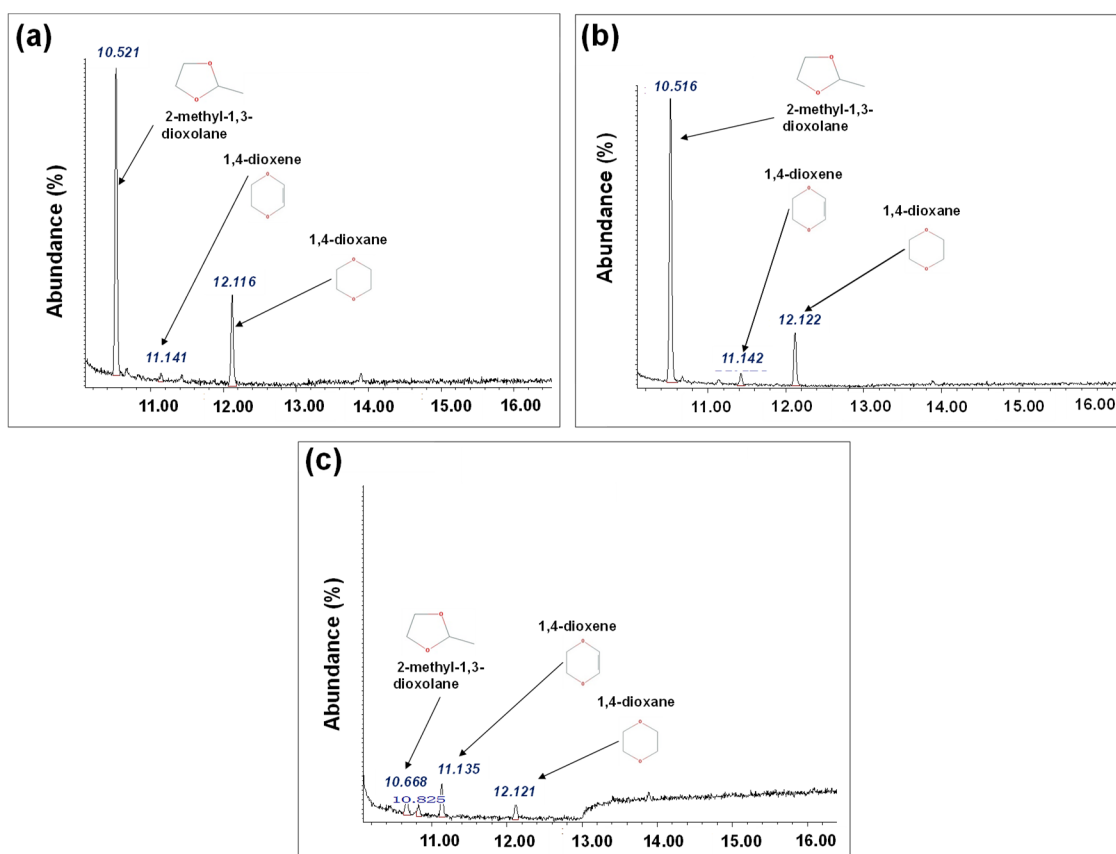 (a)
10.521
2-methyl-1,3-
dioxolane
1,4-dioxene
1,4-dioxane
12.116
11.141
Abundance (%)
11.00 12.00 13.00 14.00 15.00 16.00
(b)
10.516
2-methyl-1,3-
dioxolane
1,4-dioxene
1,4-dioxane
12.122
11.142
Abundance (%)
11.00 12.00 13.00 14.00 15.00 16.00
(c)
2-methyl-1,3-
dioxolane
1,4-dioxene
1,4-dioxane
10.668
10.825
11.135
12.121
Abundance (%)
11.00 12.00 13.00 14.00 15.00 16.00